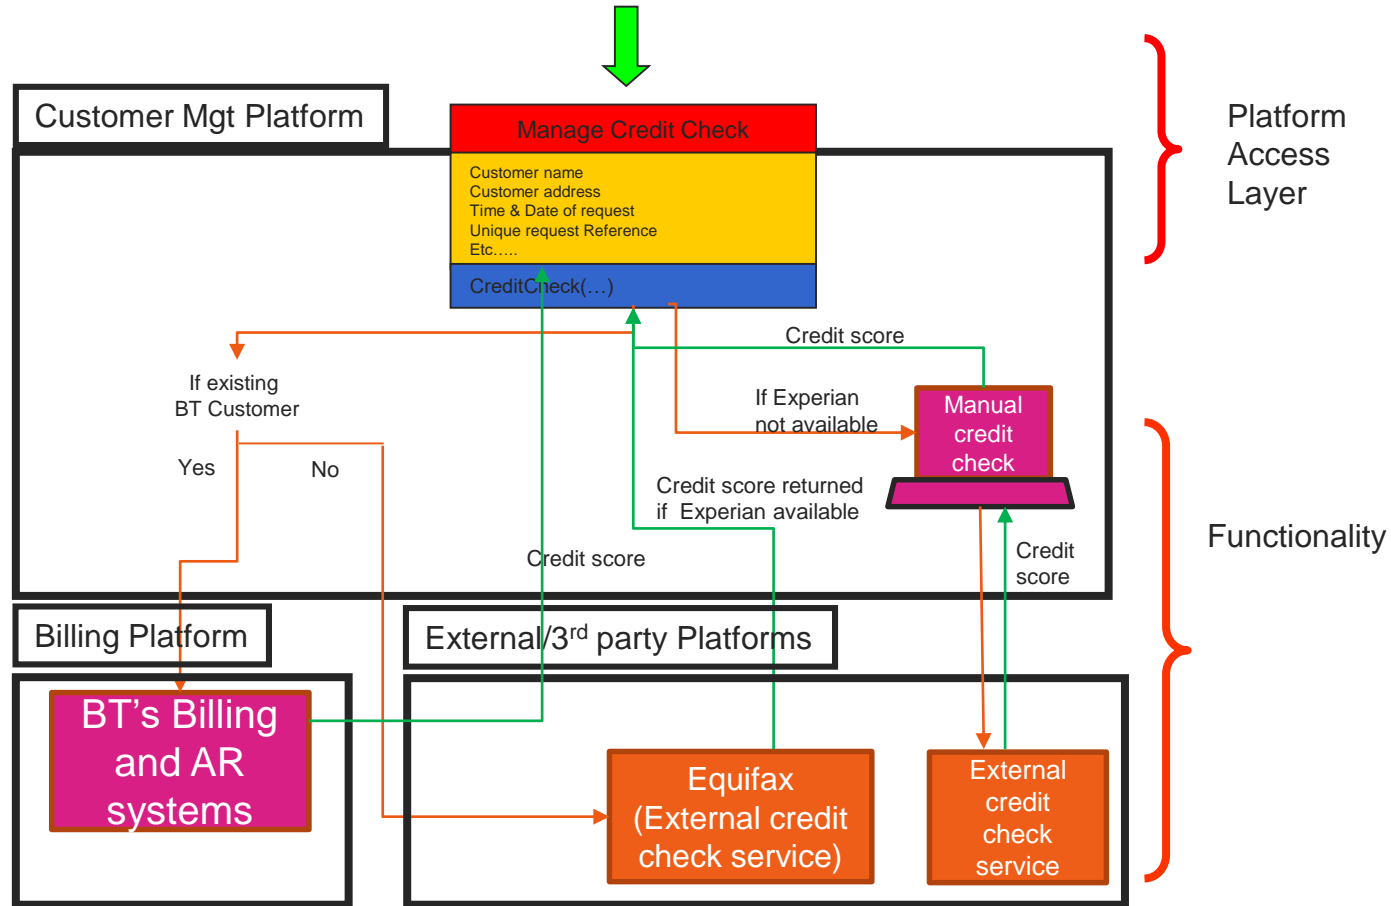 Customer Mgt Platform
Manage Credit Check
Customer name
Customer address
Time & Date of request
Unique request Reference
Etc…..
CreditCheck(…)
Platform
Access
Layer
Credit score
If existing
BT Customer
If Experian
not available
Manual
credit
check
Yes
No
Credit score returned
if Experian available
Credit score
Credit
score
Functionality
Billing Platform
External/3rd party Platforms
BT's Billing
and AR
systems
Equifax
(External credit
check service)
External
credit
check
service